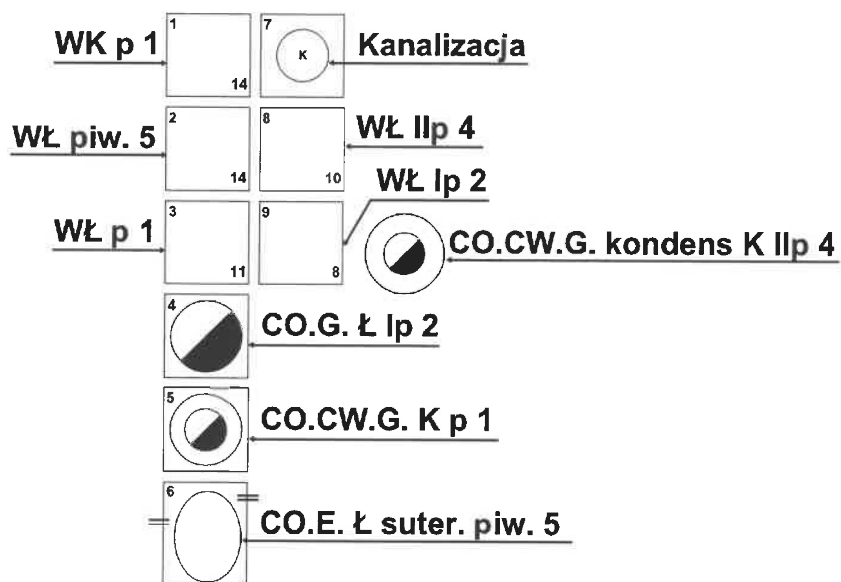 WK p 1
1
14
7
K
Kanalizacja
WŁ piw. 5
2
14
8
10
WŁ IIp 4
WŁ p 1
3
11
9
8
WŁ Ip 2
CO.CW.G. kondens K IIp 4
4
CO.G. Ł Ip 2
5
CO.CW.G. K p 1
6
CO.E. Ł suter. piw. 5